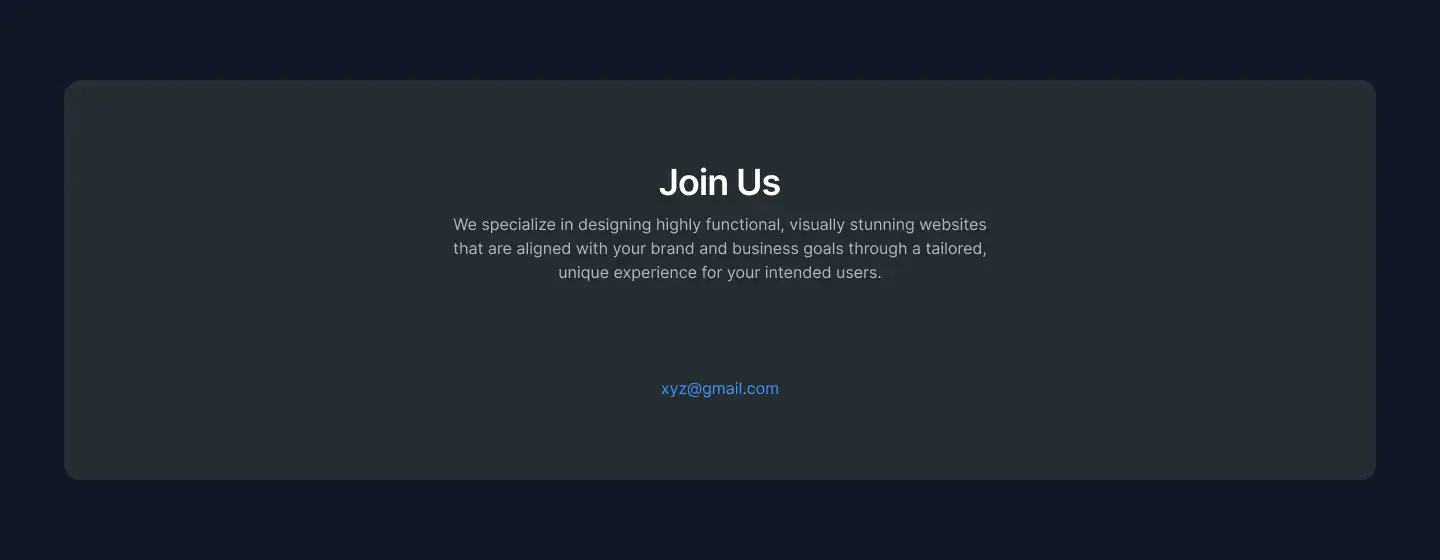 Join Us
We specialize in designing highly functional, visually stunning websites
that are aligned with your brand and business goals through a tailored,
unique experience for your intended users.
xyz@gmail.com